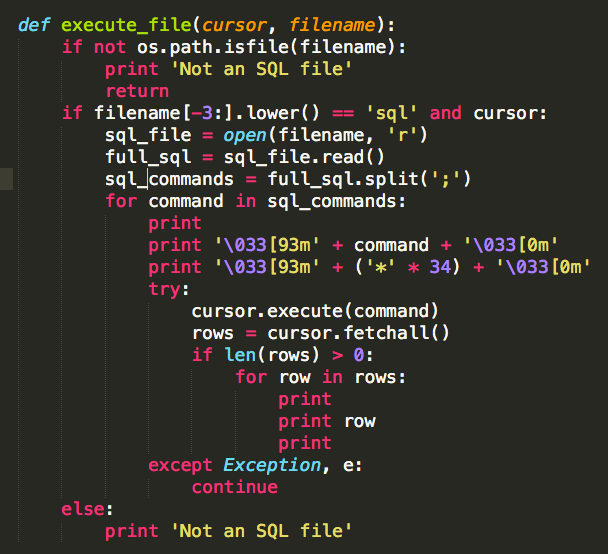 def execute_file(cursor, filename):
    if not os.path.isfile(filename):
        print 'Not an SQL file'
        return
    if filename[-3:].lower() == 'sql' and cursor:
        sql_file = open(filename, 'r')
        full_sql = sql_file.read()
        sql_commands = full_sql.split(';')
        for command in sql_commands:
            print
            print '\033[93m' + command + '\033[0m'
            print '\033[93m' + ('*' * 34) + '\033[0m'
            try:
                cursor.execute(command)
                rows = cursor.fetchall()
                if len(rows) > 0:
                    for row in rows:
                        print
                        print row
                        print
            except Exception, e:
                continue
    else:
        print 'Not an SQL file'